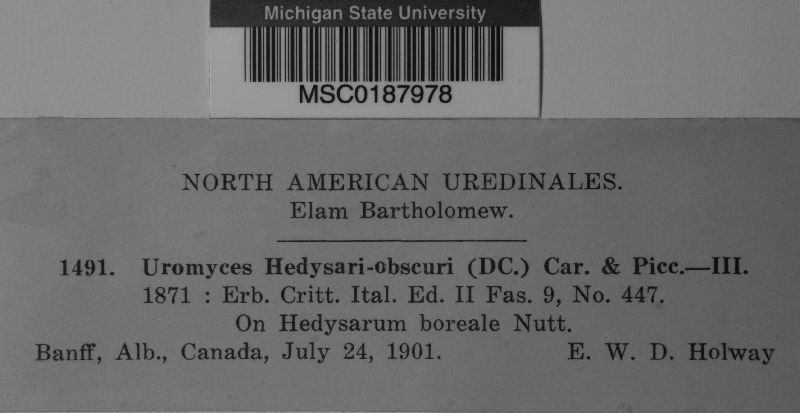 Michigan State University
MSC0187978
NORTH AMERICAN UREDINALES.
Elam Bartholomew.
1491. Uromyces Hedysari-obscuri (DC.) Car. & Picc.—III.
1871 : Erb. Critt. Ital. Ed. II Fas. 9, No. 447.
On Hedysarum boreale Nutt.
Banff, Alb., Canada, July 24, 1901. E. W. D. Holway